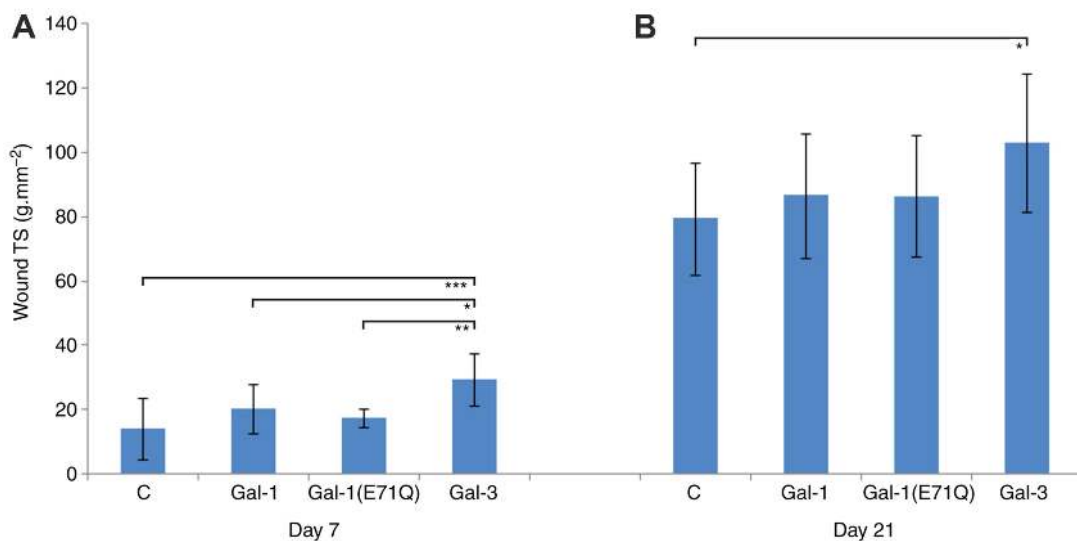 A
B
Wound TS (g.mm−2)
140
120
100
80
60
40
20
0
***
*
**
*
C Gal-1 Gal-1(E71Q) Gal-3
Day 7
C Gal-1 Gal-1(E71Q) Gal-3
Day 21